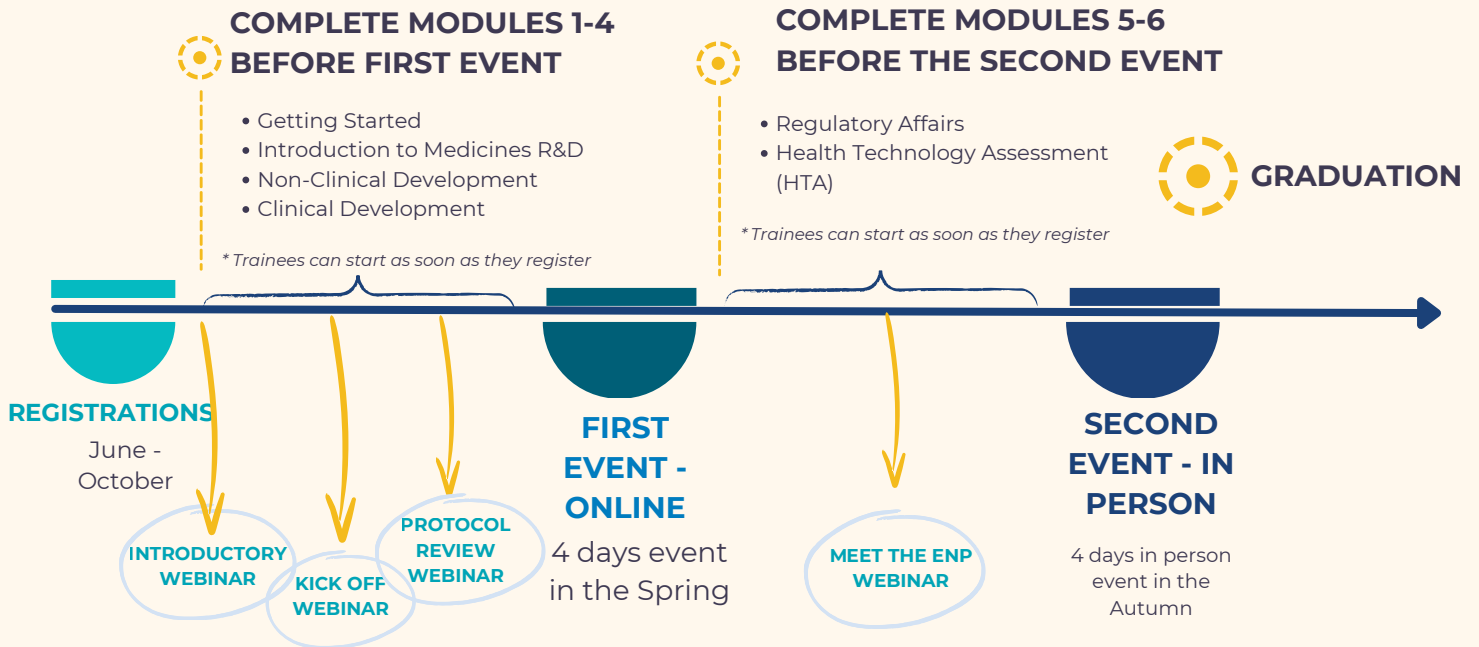 COMPLETE MODULES 1-4
BEFORE FIRST EVENT
• Getting Started
• Introduction to Medicines R&D
• Non-Clinical Development
• Clinical Development
* Trainees can start as soon as they register
COMPLETE MODULES 5-6
BEFORE THE SECOND EVENT
• Regulatory Affairs
• Health Technology Assessment
(HTA)
* Trainees can start as soon as they register
GRADUATION
REGISTRATIONS
June -
October
INTRODUCTORY
WEBINAR
KICK OFF
WEBINAR
PROTOCOL
REVIEW
WEBINAR
FIRST
EVENT -
ONLINE
4 days event
in the Spring
MEET THE ENP
WEBINAR
SECOND
EVENT - IN
PERSON
4 days in person
event in the
Autumn